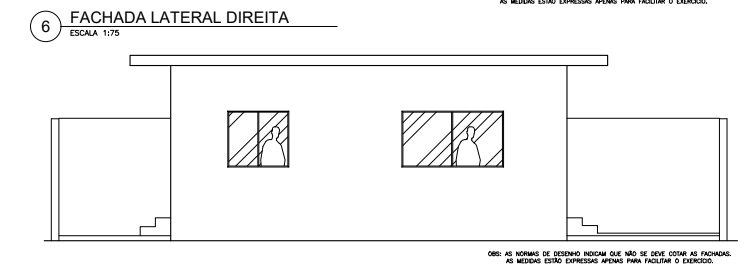 AS MEDIDAS ESTÃO EXPRESSAS APENAS PARA FACILITAR O EXERCÍCIO.
6 FACHADA LATERAL DIREITA
ESCALA 1:75
OBS: AS NORMAS DE DESENHO INDICAM QUE NÃO SE DEVE COTAR AS FACHADAS.
AS MEDIDAS ESTÃO EXPRESSAS APENAS PARA FACILITAR O EXERCÍCIO.